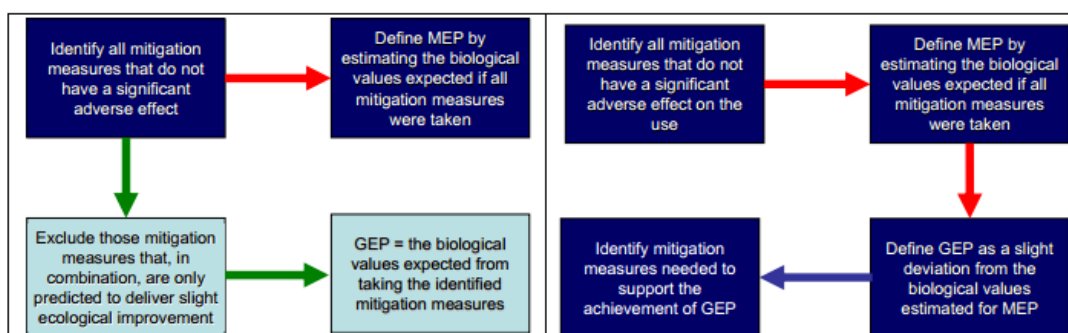 Identify all mitigation
measures that do not
have a significant
adverse effect
Define MEP by
estimating the biological
values expected if all
mitigation measures
were taken
Exclude those mitigation
measures that, in
combination, are only
predicted to deliver slight
ecological improvement
GEP = the biological
values expected from
taking the identified
mitigation measures
Identify all mitigation
measures that do not
have a significant
adverse effect on the
use
Define MEP by
estimating the biological
values expected if all
mitigation measures
were taken
Identify mitigation
measures needed to
support the
achievement of GEP
Define GEP as a slight
deviation from the
biological values
estimated for MEP